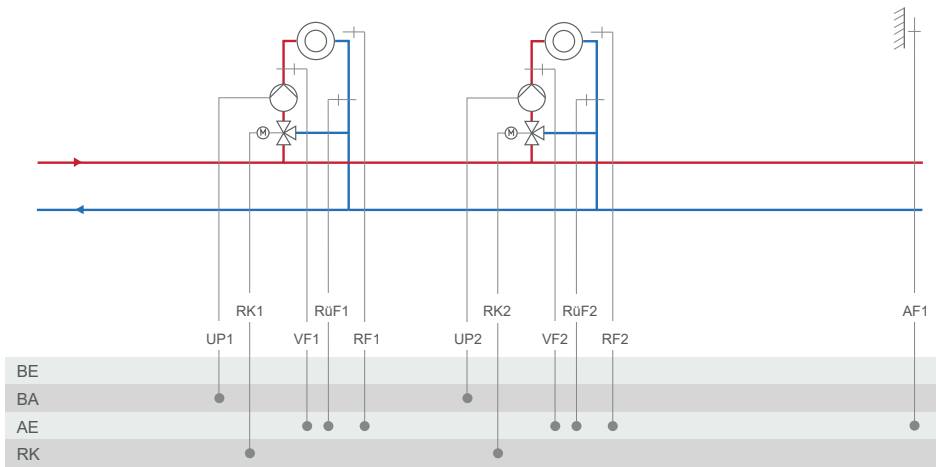 M
M
RK1 RüF1 RK2 RüF2 AF1
UP1 VF1 RF1 UP2 VF2 RF2
BE
BA
AE
RK